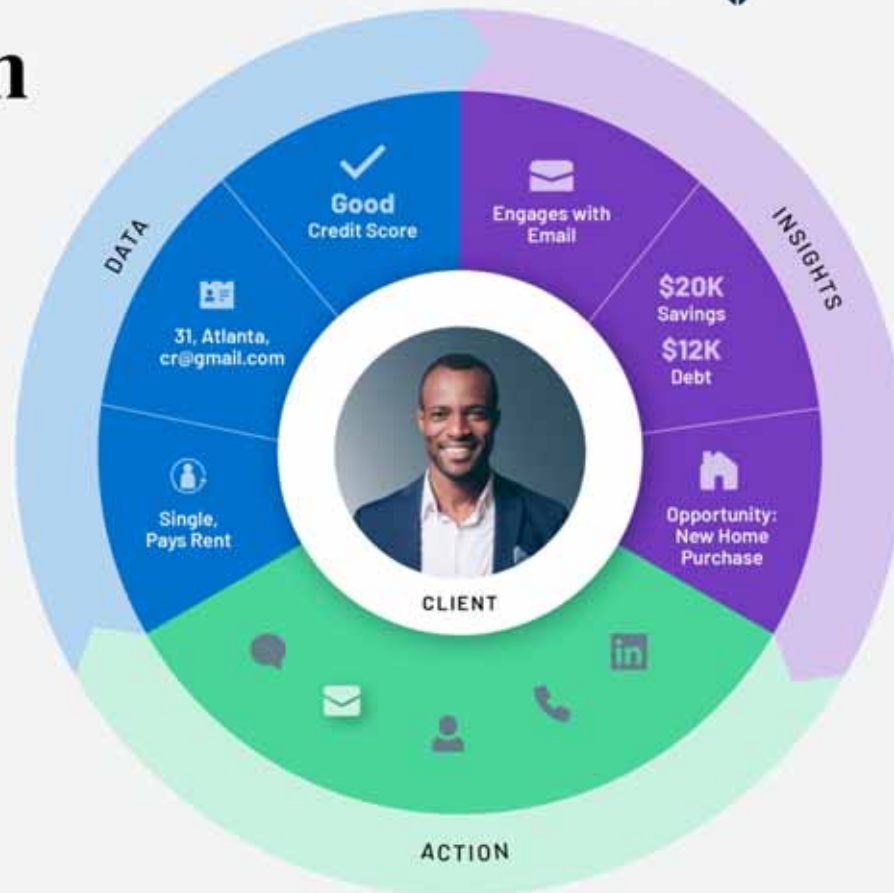 DATA
Good
Credit Score
31, Atlanta,
cr@gmail.com
Single,
Pays Rent
INSIGHTS
Engages with
Email
$20K
Savings
$12K
Debt
Opportunity:
New Home
Purchase
CLIENT
in
ACTION